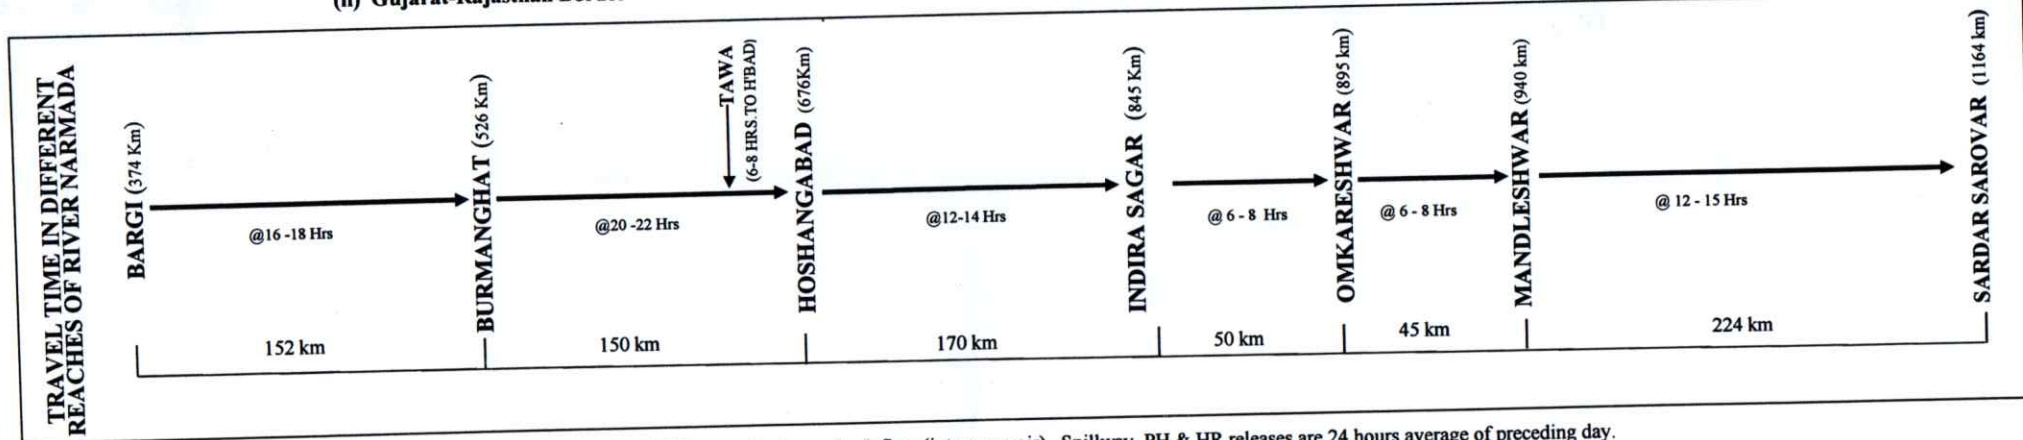 (ii) Gujarat-Rajasthan
TRAVEL TIME IN DIFFERENT
REACHES OF RIVER NARMADA
BARGI (374 Km)
@16 -18 Hrs
BURMANGHAT (526 Km)
@20 -22 Hrs
TAWA
(6-8 HRS.TO H'BAD)
HOSHANGABAD (676Km)
@12-14 Hrs
INDIRA SAGAR (845 Km)
@ 6 - 8 Hrs
OMKARESHWAR (895 km)
@ 6 - 8 Hrs
MANDLESHWAR (940 km)
@ 12 - 15 Hrs
SARDAR SAROVAR (1164 km)
152 km
150 km
170 km
50 km
45 km
224 km
Spillway, PH & HR releases are 24 hours average of preceding day.